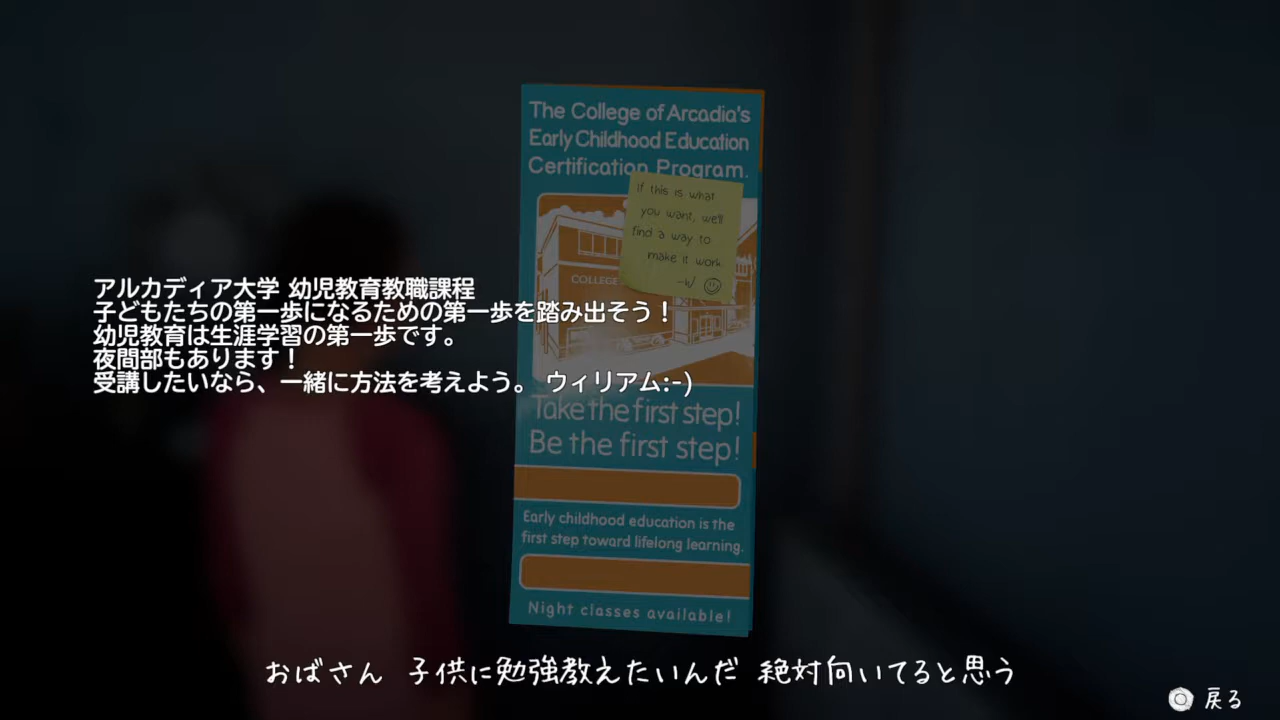 The College of Arcadia's
Early Childhood Education
Certification Program.
If this is what
you want, we'll
find a way to
make it work
-W
COLLEGE
アルカディア大学 幼児教育教職課程
子どもたちの第一歩になるための第一歩を踏み出そう！
幼児教育は生涯学習の第一歩です。
夜間部もあります！
受講したいなら、一緒に方法を考えよう。 ウィリアム:-)
Take the first step!
Be the first step!
Early childhood education is the
first step toward lifelong learning.
Night classes available!
おばさん 子供に勉強教えたいんだ 絶対向いてると思う
戻る